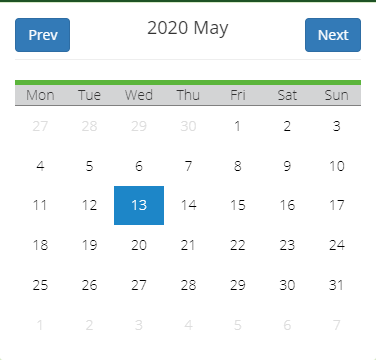 Prev 2020 May Next
Mon Tue Wed Thu Fri Sat Sun
27 28 29 30 1 2 3
4 5 6 7 8 9 10
11 12 13 14 15 16 17
18 19 20 21 22 23 24
25 26 27 28 29 30 31
1 2 3 4 5 6 7